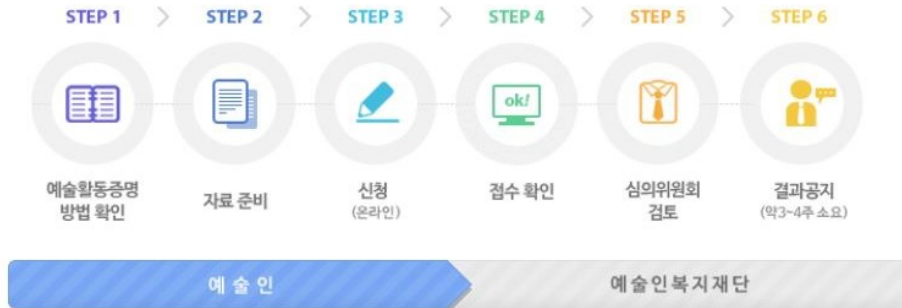 STEP 1 > STEP 2 > STEP 3 > STEP 4 > STEP 5 > STEP 6
ok!
예술활동증명
방법 확인
자료 준비
신청
(온라인)
접수 확인
심의위원회
검토
결과공지
(약3~4주 소요)
예술인
예술인복지재단